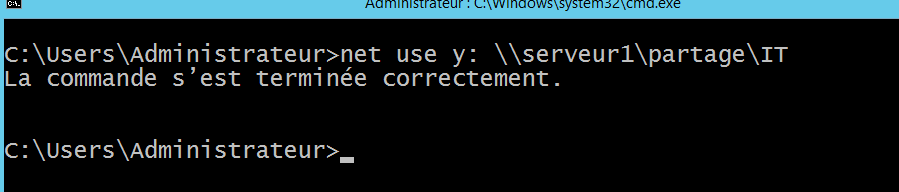 Administrateur : C:\Windows\system32\cmd.exe
C:\Users\Administrateur>net use y: \\serveur1\partage\IT
La commande s’est terminée correctement.
C:\Users\Administrateur>